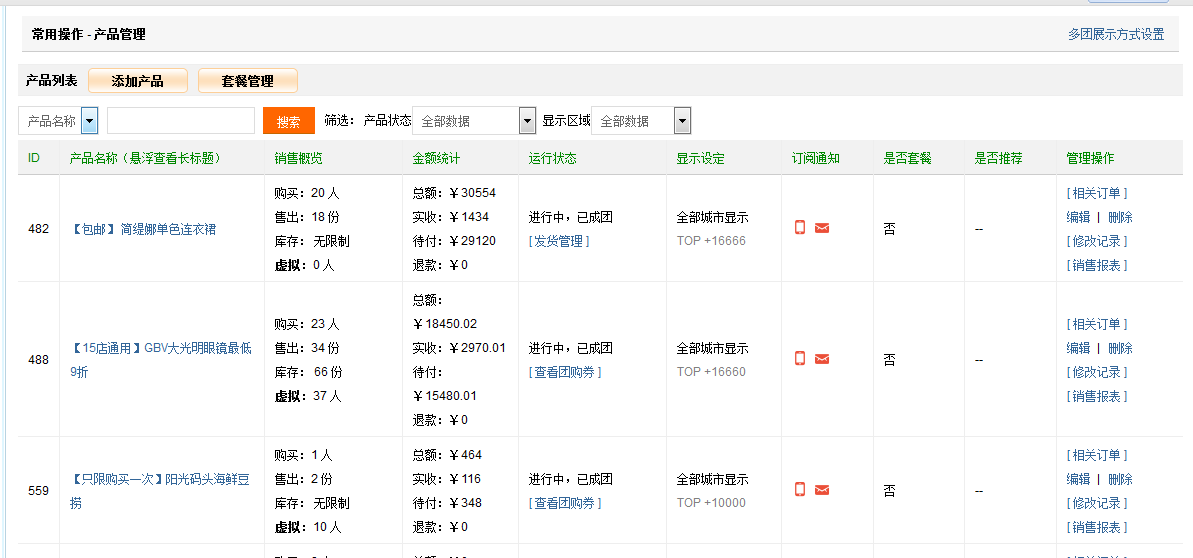 常用操作 - 产品管理
多团展示方式设置
产品列表 添加产品 套餐管理
产品名称 搜索 筛选： 产品状态 全部数据 显示区域 全部数据
ID 产品名称（悬浮查看长标题） 销售概览 金额统计 运行状态 显示设定 订阅通知 是否套餐 是否推荐 管理操作
482
【包邮】简缇娜单色连衣裙
购买：20 人
售出：18 份
库存： 无限制
虚拟：0 人
总额：￥30554
实收：￥1434
待付：￥29120
退款：￥0
进行中，已成团
[ 发货管理 ]
全部城市显示
TOP +16666
否
--
[ 相关订单 ]
编辑 | 删除
[ 修改记录 ]
[ 销售报表 ]
488
【15店通用】GBV大光明眼镜最低
9折
购买：23 人
售出：34 份
库存： 66 份
虚拟：37 人
总额：
￥18450.02
实收：￥2970.01
待付：
￥15480.01
退款：￥0
进行中，已成团
[ 查看团购券 ]
全部城市显示
TOP +16660
否
--
[ 相关订单 ]
编辑 | 删除
[ 修改记录 ]
[ 销售报表 ]
559
【只限购买一次】阳光码头海鲜豆
捞
购买：1 人
售出：2 份
库存： 无限制
虚拟：10 人
总额：￥464
实收：￥116
待付：￥348
退款：￥0
进行中，已成团
[ 查看团购券 ]
全部城市显示
TOP +10000
否
--
[ 相关订单 ]
编辑 | 删除
[ 修改记录 ]
[ 销售报表 ]